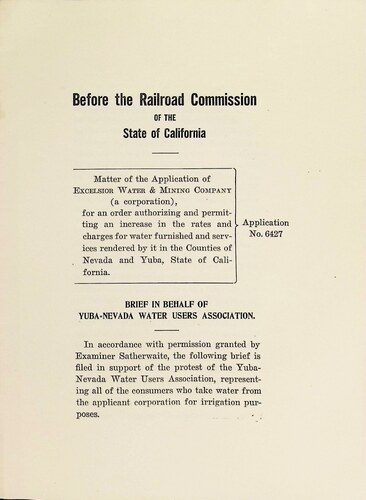 Before the Railroad Commission
OF THE
State of California
Matter of the Application of
EXCELSIOR WATER & MINING COMPANY
(a corporation),
for an order authorizing and permit-
ting an increase in the rates and
charges for water furnished and serv-
ices rendered by it in the Counties of
Nevada and Yuba, State of Cali-
fornia.
Application
No. 6427
BRIEF IN BEHALF OF
YUBA-NEVADA WATER USERS ASSOCIATION.
In accordance with permission granted by
Examiner Satherwaite, the following brief is
filed in support of the protest of the Yuba-
Nevada Water Users Association, represent-
ing all of the consumers who take water from
the applicant corporation for irrigation pur-
poses.